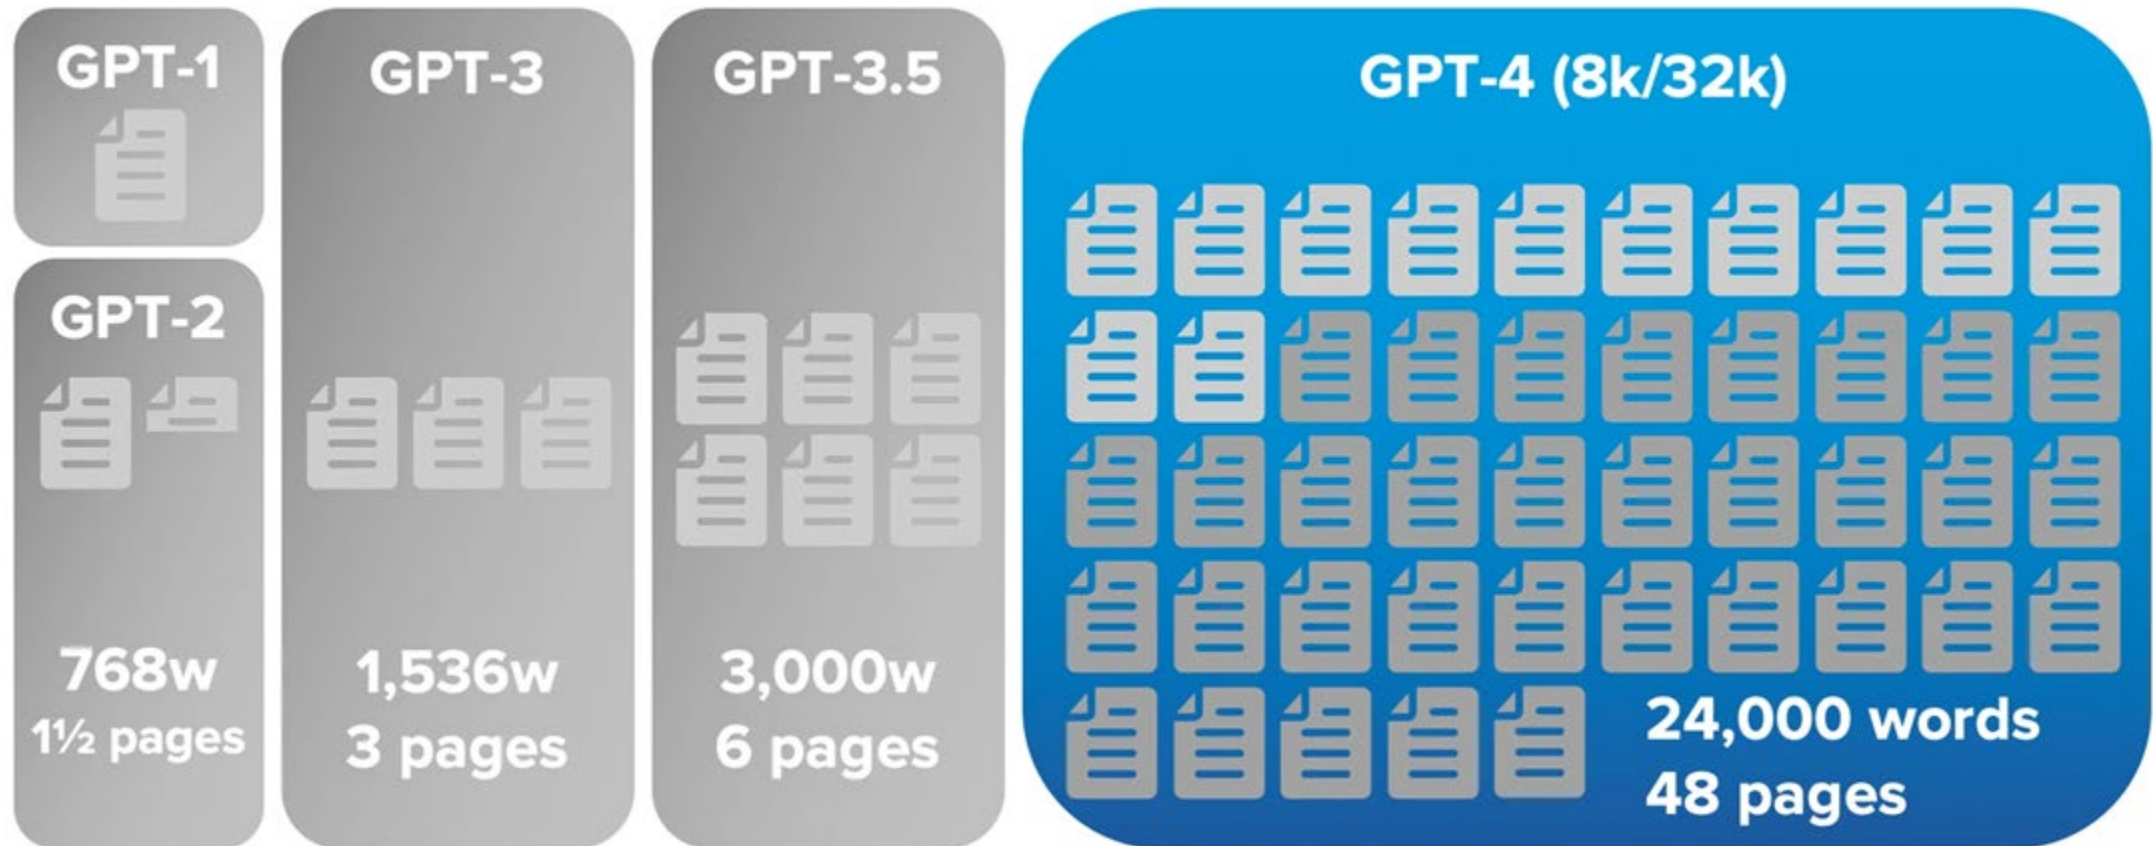 GPT-1
GPT-2
768w
1½ pages
GPT-3
1,536w
3 pages
GPT-3.5
3,000w
6 pages
GPT-4 (8k/32k)
24,000 words
48 pages